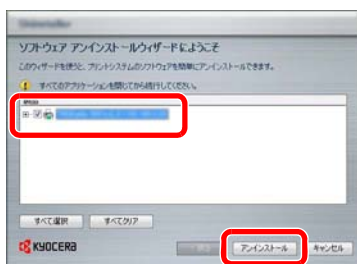 ソフトウェア アンインストールウィザードにようこそ
このウィザードを使うと、プリントシステムのソフトウェアを簡単にアンインストールできます。
すべてのアプリケーションを閉じてから続行してください。
すべて選択 すべてクリア
KYOCERA アンインストール キャンセル